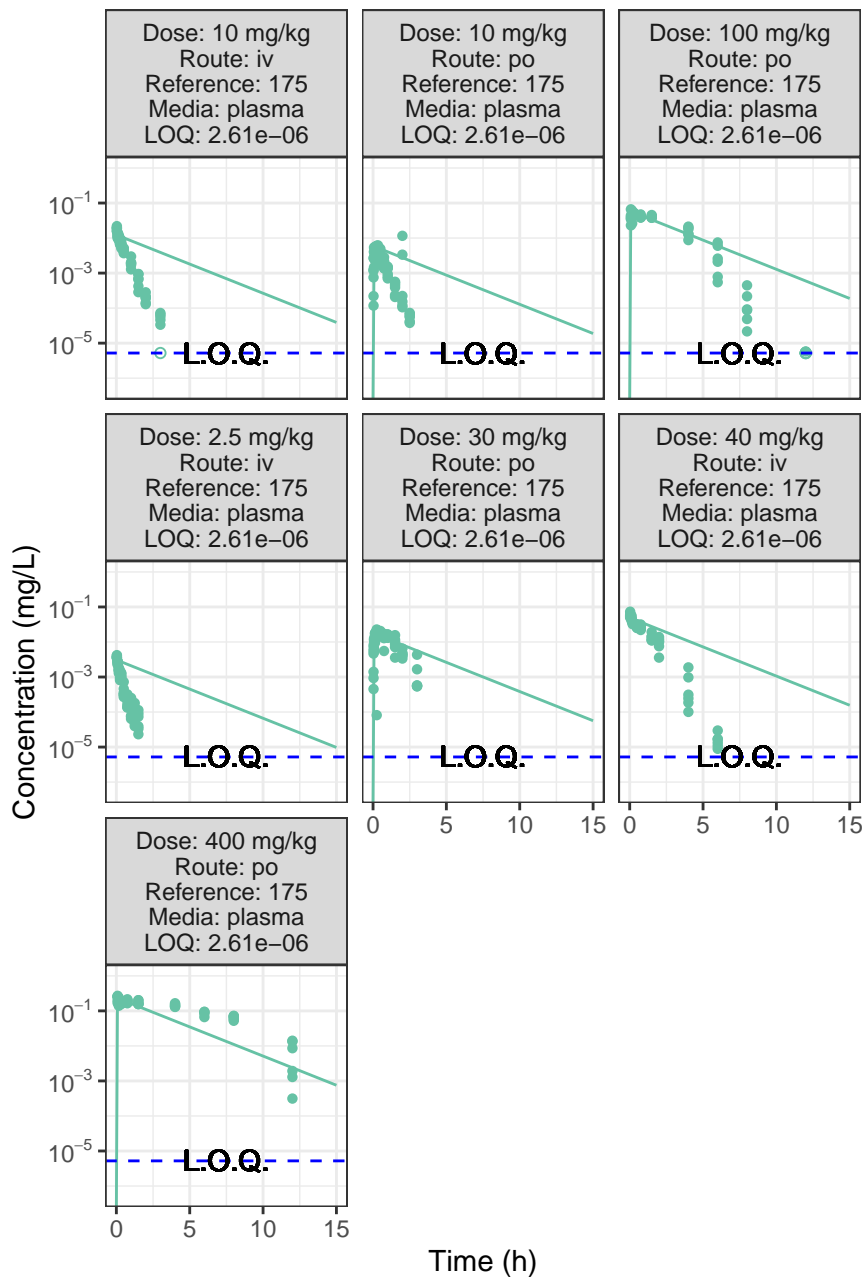 Dose: 10 mg/kg
Route: iv
Reference: 175
Media: plasma
LOQ: 2.61e−06
Dose: 10 mg/kg
Route: po
Reference: 175
Media: plasma
LOQ: 2.61e−06
Dose: 100 mg/kg
Route: po
Reference: 175
Media: plasma
LOQ: 2.61e−06
10⁻¹
10⁻³
10⁻⁵
L.O.Q.
L.O.Q.
L.O.Q.
Dose: 2.5 mg/kg
Route: iv
Reference: 175
Media: plasma
LOQ: 2.61e−06
Dose: 30 mg/kg
Route: po
Reference: 175
Media: plasma
LOQ: 2.61e−06
Dose: 40 mg/kg
Route: iv
Reference: 175
Media: plasma
LOQ: 2.61e−06
10⁻¹
10⁻³
10⁻⁵
L.O.Q.
L.O.Q.
L.O.Q.
0 5 10 15
0 5 10 15
Dose: 400 mg/kg
Route: po
Reference: 175
Media: plasma
LOQ: 2.61e−06
10⁻¹
10⁻³
10⁻⁵
L.O.Q.
0 5 10 15
Time (h)
Concentration (mg/L)